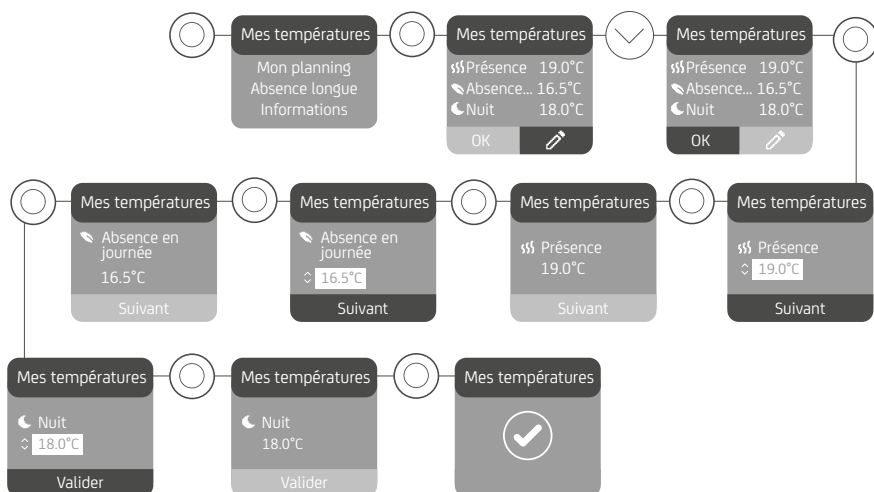 Mes températures
Mon planning
Absence longue
Informations
Mes températures
Présence 19.0°C
Absence... 16.5°C
Nuit 18.0°C
OK
Mes températures
Présence 19.0°C
Absence... 16.5°C
Nuit 18.0°C
OK
Mes températures
Présence
19.0°C
Suivant
Mes températures
Présence
19.0°C
Suivant
Mes températures
Absence en
journée
16.5°C
Suivant
Mes températures
Absence en
journée
16.5°C
Suivant
Mes températures
Nuit
18.0°C
Valider
Mes températures
Nuit
18.0°C
Valider
Mes températures